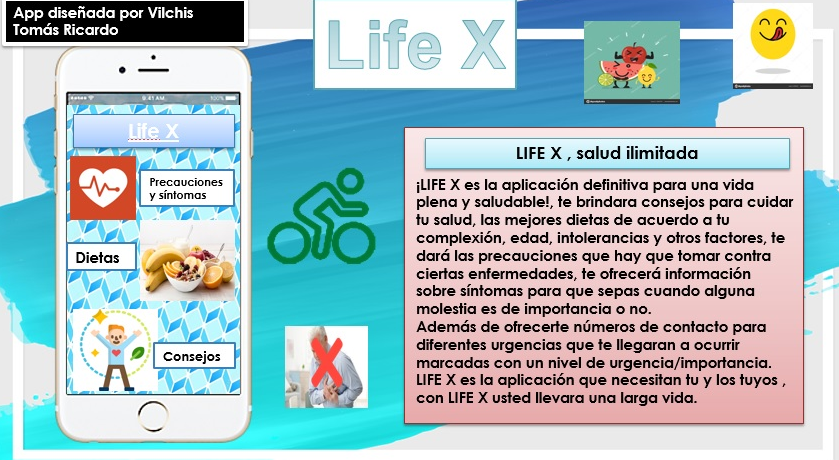 App diseñada por Vilchis
Tomás Ricardo
Life X
9:41 AM
100%
Life X
Precauciones
y síntomas
Dietas
Consejos
LIFE X , salud ilimitada
¡LIFE X es la aplicación definitiva para una vida
plena y saludable!, te brindara consejos para cuidar
tu salud, las mejores dietas de acuerdo a tu
complexión, edad, intolerancias y otros factores, te
dará las precauciones que hay que tomar contra
ciertas enfermedades, te ofrecerá información
sobre síntomas para que sepas cuando alguna
molestia es de importancia o no.
Además de ofrecerte números de contacto para
diferentes urgencias que te llegaran a ocurrir
marcadas con un nivel de urgencia/importancia.
LIFE X es la aplicación que necesitan tu y los tuyos ,
con LIFE X usted llevara una larga vida.